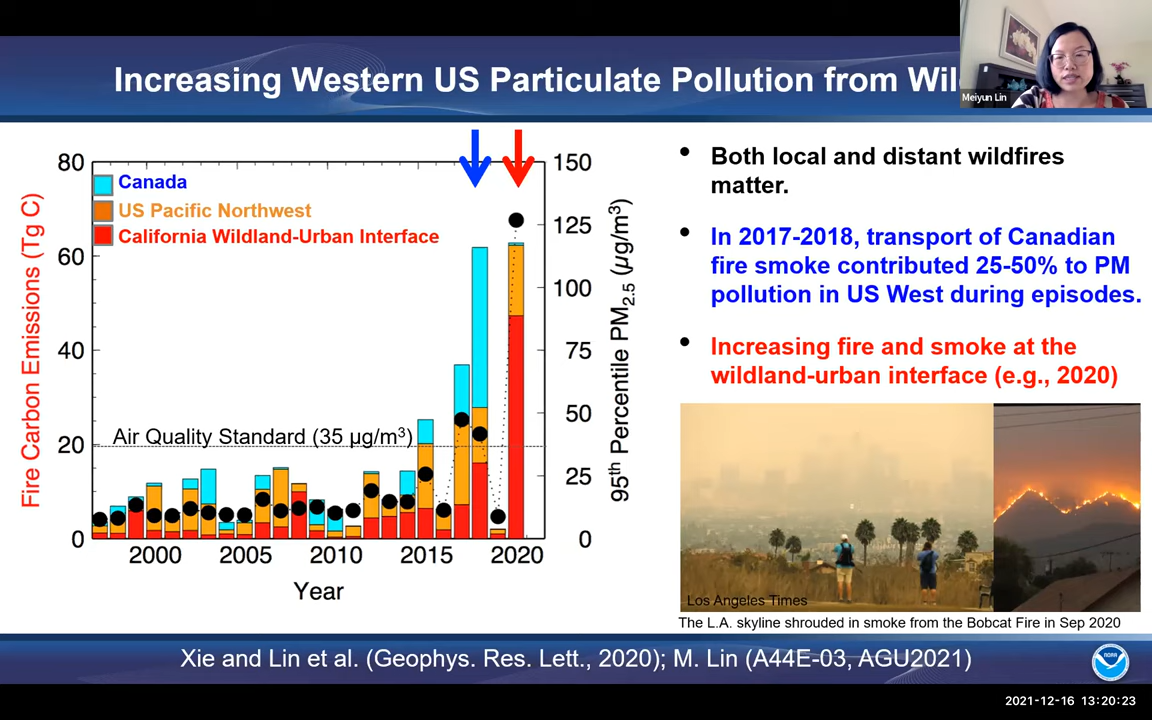 Increasing Western US Particulate Pollution from Wil
Meiyun Lin
80
60
40
20
0
Fire Carbon Emissions (Tg C)
Canada
US Pacific Northwest
California Wildland-Urban Interface
Air Quality Standard (35 µg/m³)
150
125
100
75
50
25
0
95th Percentile PM2.5 (µg/m³)
2000 2005 2010 2015 2020
Year
• Both local and distant wildfires
matter.
• In 2017-2018, transport of Canadian
fire smoke contributed 25-50% to PM
pollution in US West during episodes.
• Increasing fire and smoke at the
wildland-urban interface (e.g., 2020)
Los Angeles Times
The L.A. skyline shrouded in smoke from the Bobcat Fire in Sep 2020
Xie and Lin et al. (Geophys. Res. Lett., 2020); M. Lin (A44E-03, AGU2021)
NOAA
2021-12-16 13:20:23